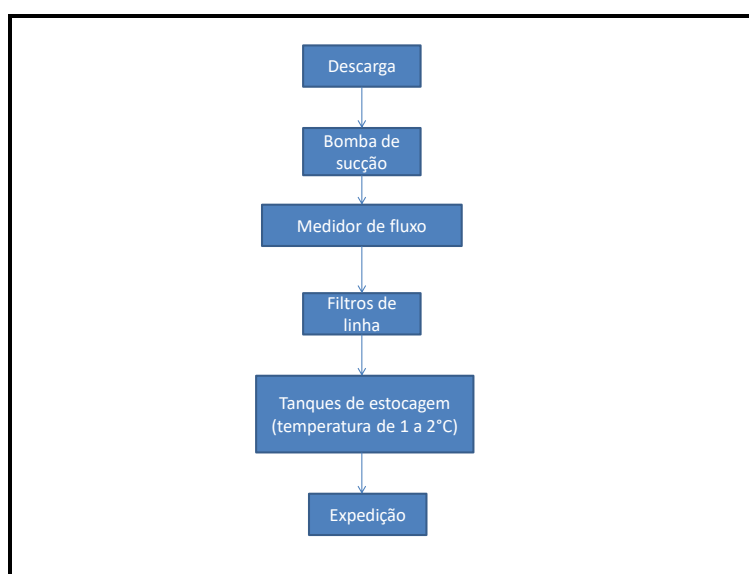 Descarga
Bomba de
sucção
Medidor de fluxo
Filtros de
linha
Tanques de estocagem
(temperatura de 1 a 2°C)
Expedição